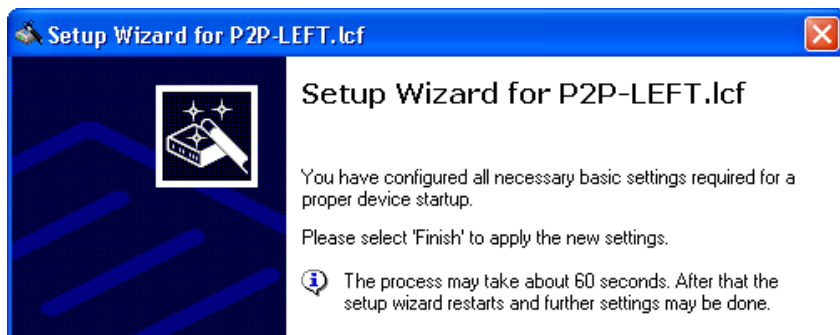 Setup Wizard for P2P-LEFT.lcf
Setup Wizard for P2P-LEFT.lcf
You have configured all necessary basic settings required for a
proper device startup.
Please select 'Finish' to apply the new settings.
The process may take about 60 seconds. After that the
setup wizard restarts and further settings may be done.